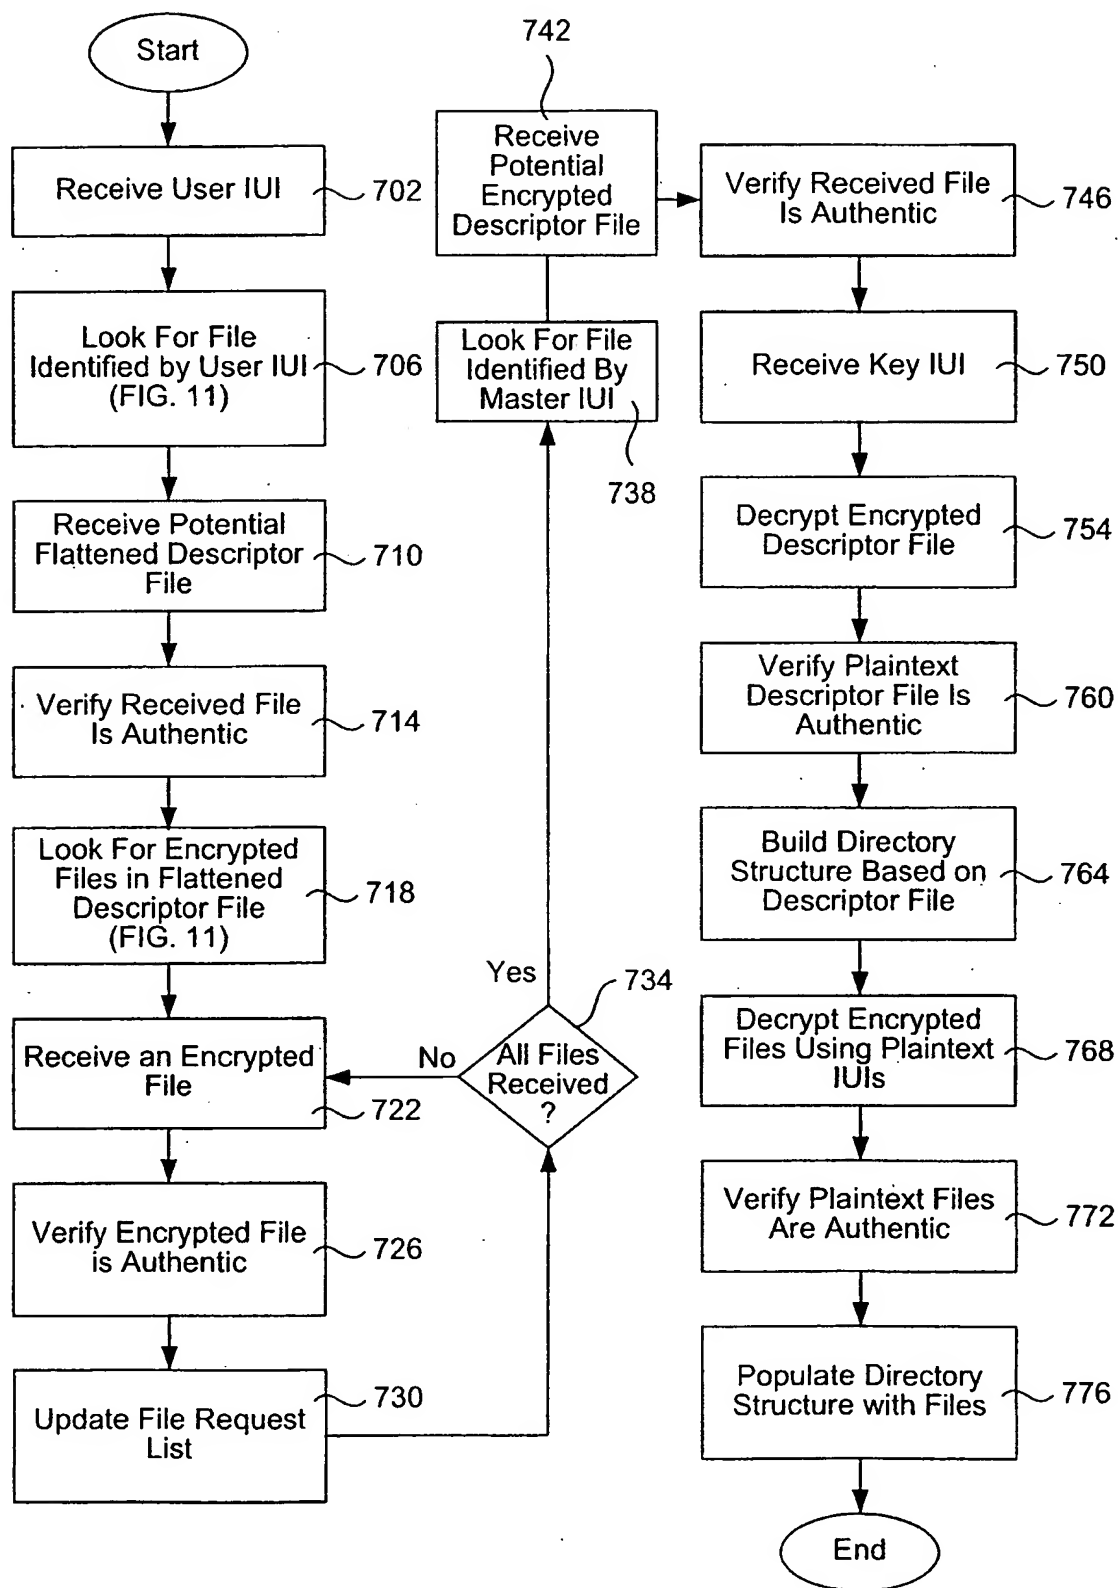 Start
Receive User IUI
702
Look For File
Identified by User IUI
(FIG. 11)
706
Receive Potential
Flattened Descriptor
File
710
Verify Received File
Is Authentic
714
Look For Encrypted
Files in Flattened
Descriptor File
(FIG. 11)
718
Receive an Encrypted
File
722
Verify Encrypted File
is Authentic
726
Update File Request
List
730
All Files
Received
?
734
No
Yes
Look For File
Identified By
Master IUI
738
Receive
Potential
Encrypted
Descriptor File
742
Verify Received File
Is Authentic
746
Receive Key IUI
750
Decrypt Encrypted
Descriptor File
754
Verify Plaintext
Descriptor File Is
Authentic
760
Build Directory
Structure Based on
Descriptor File
764
Decrypt Encrypted
Files Using Plaintext
IUIs
768
Verify Plaintext Files
Are Authentic
772
Populate Directory
Structure with Files
776
End